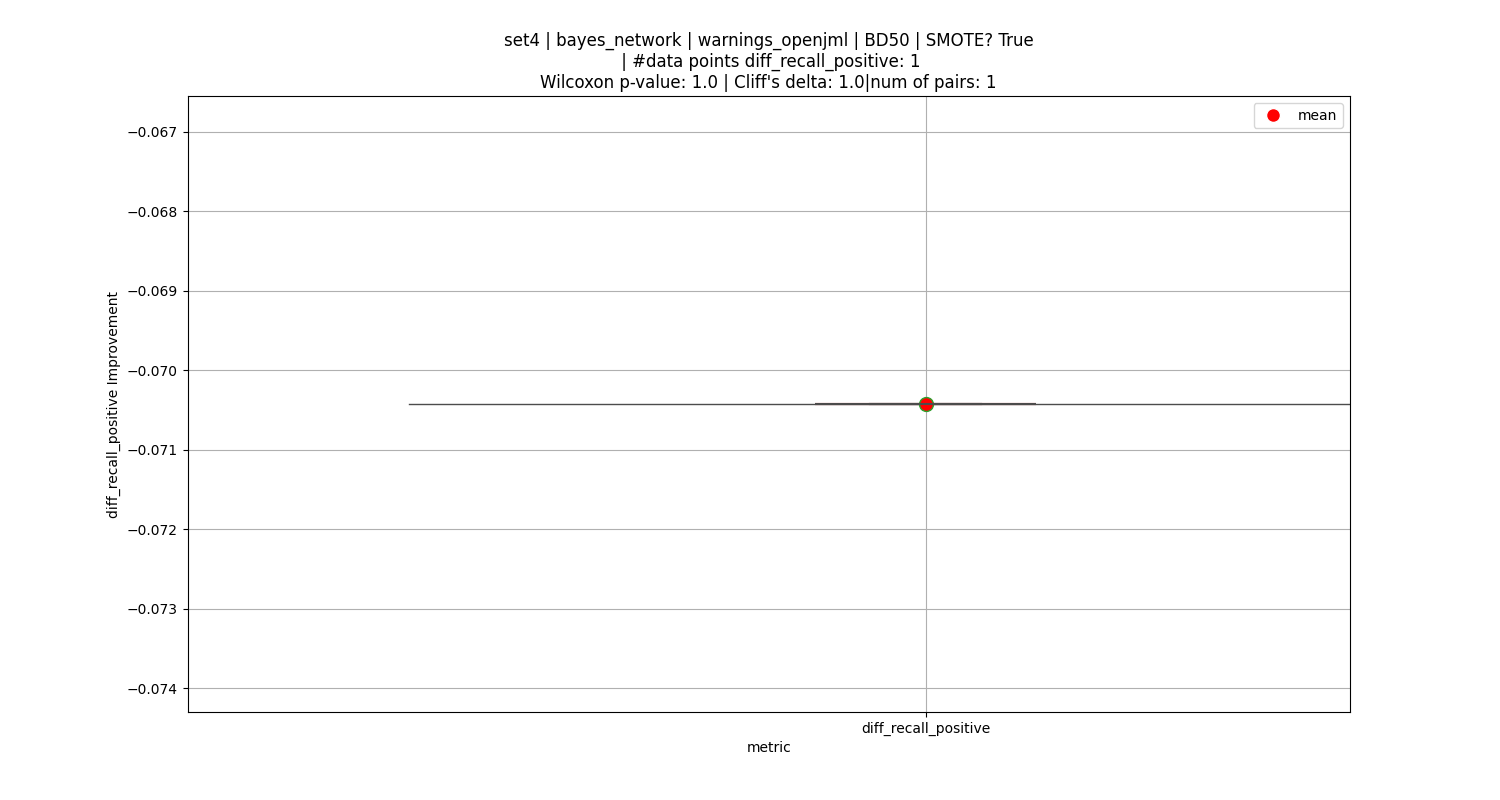 set4 | bayes_network | warnings_openjml | BD50 | SMOTE? True
| #data points diff_recall_positive: 1
Wilcoxon p-value: 1.0 | Cliff's delta: 1.0|num of pairs: 1
mean
−0.067
−0.068
−0.069
−0.070
−0.071
−0.072
−0.073
−0.074
diff_recall_positive Improvement
diff_recall_positive
metric